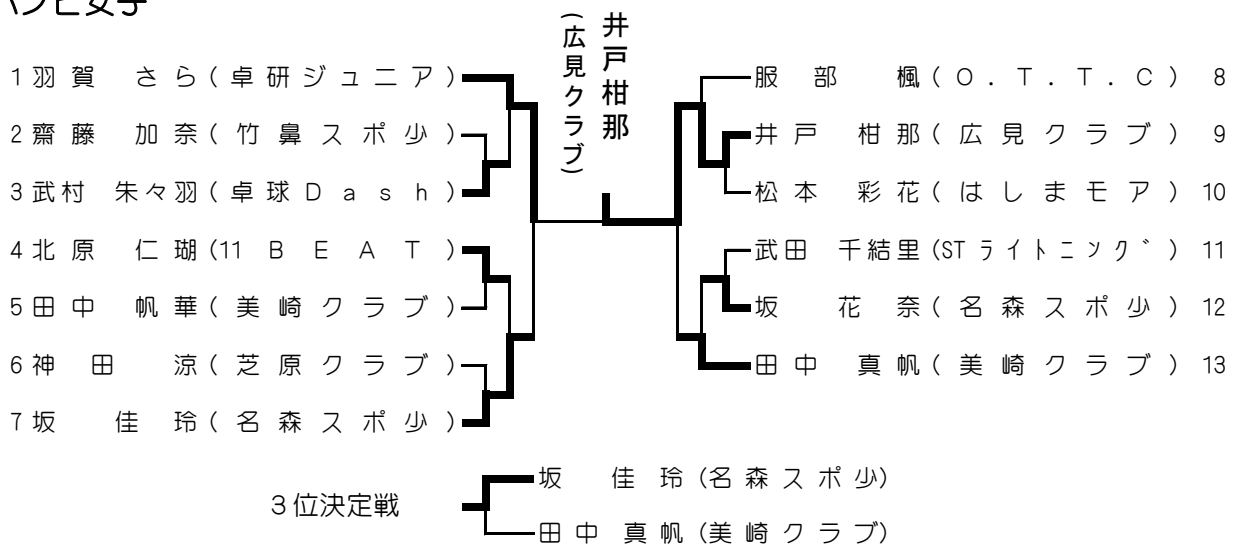 バンビ女子
井戸柑那
(広見クラブ)
1 羽賀 さら(卓研ジュニア)
2 齋藤 加奈(竹鼻スポ少)
3 武村 朱々羽(卓球Dash)
4 北原 仁瑚(11BEAT)
5 田中 帆華(美崎クラブ)
6 神田 涼(芝原クラブ)
7 坂 佳玲(名森スポ少)
服部 楓(O.T.T.C) 8
井戸 柑那(広見クラブ) 9
松本 彩花(はしまモア) 10
武田 千結里(STライトニング) 11
坂 花奈(名森スポ少) 12
田中 真帆(美崎クラブ) 13
3位決定戦
坂 佳玲(名森スポ少)
田中 真帆(美崎クラブ)